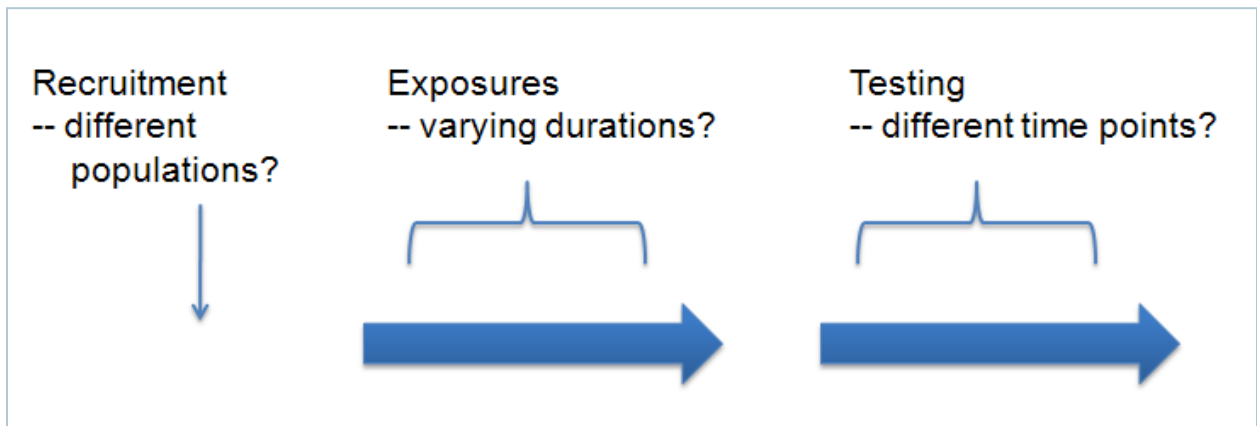 Recruitment
-- different
populations?
Exposures
-- varying durations?
Testing
-- different time points?